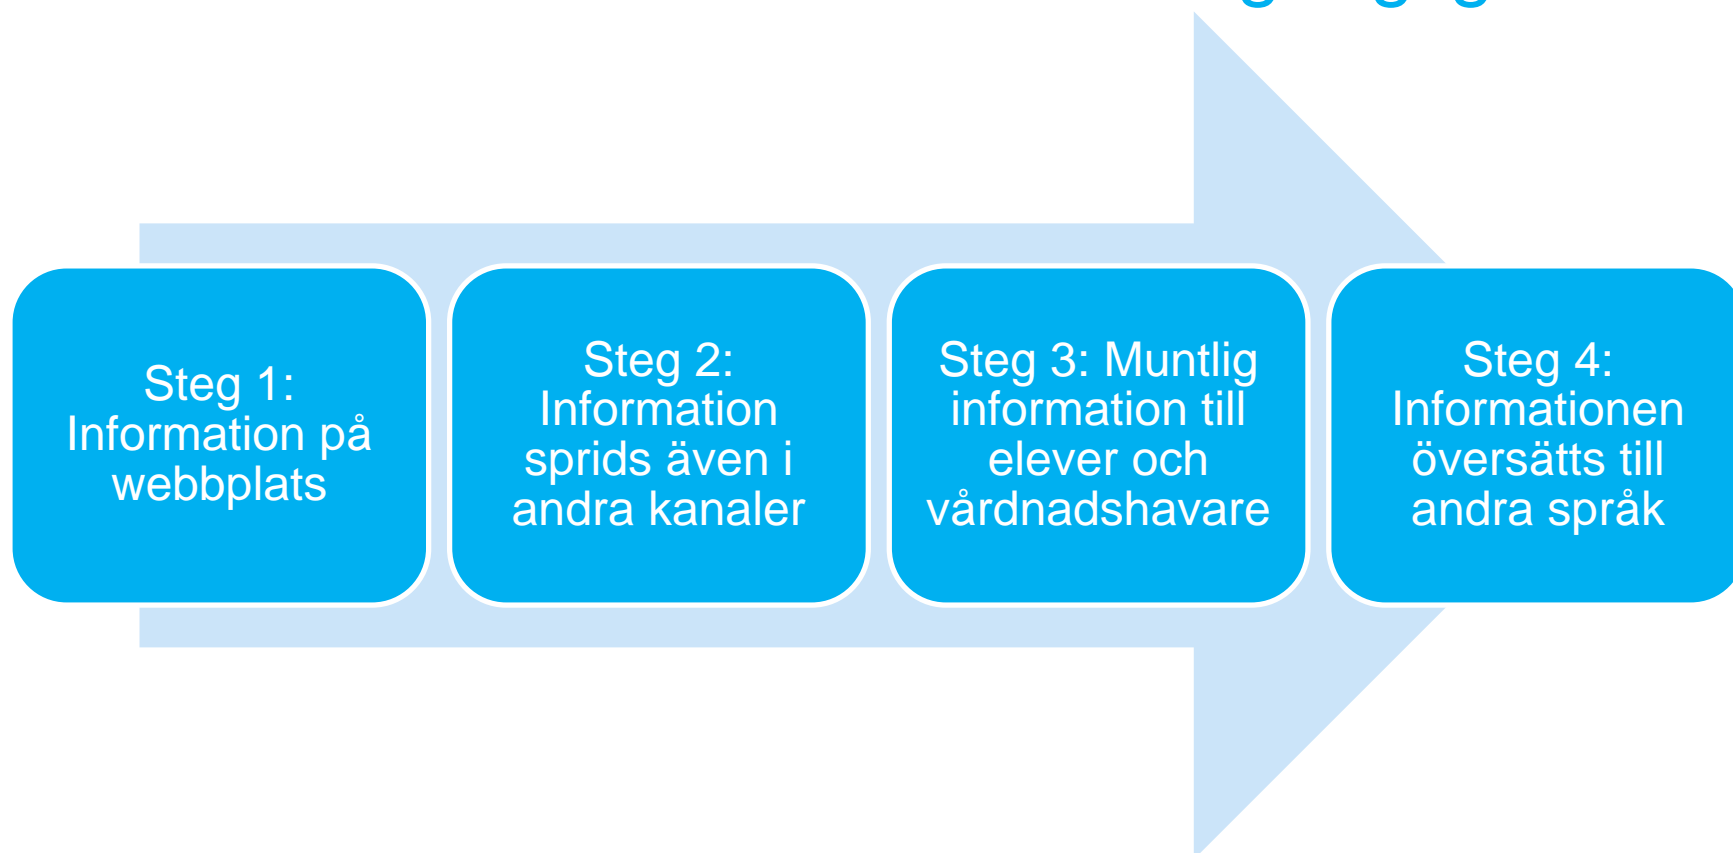 Steg 1:
Information på
webbplats
Steg 2:
Information
sprids även i
andra kanaler
Steg 3: Muntlig
information till
elever och
vårdnadshavare
Steg 4:
Informationen
översätts till
andra språk